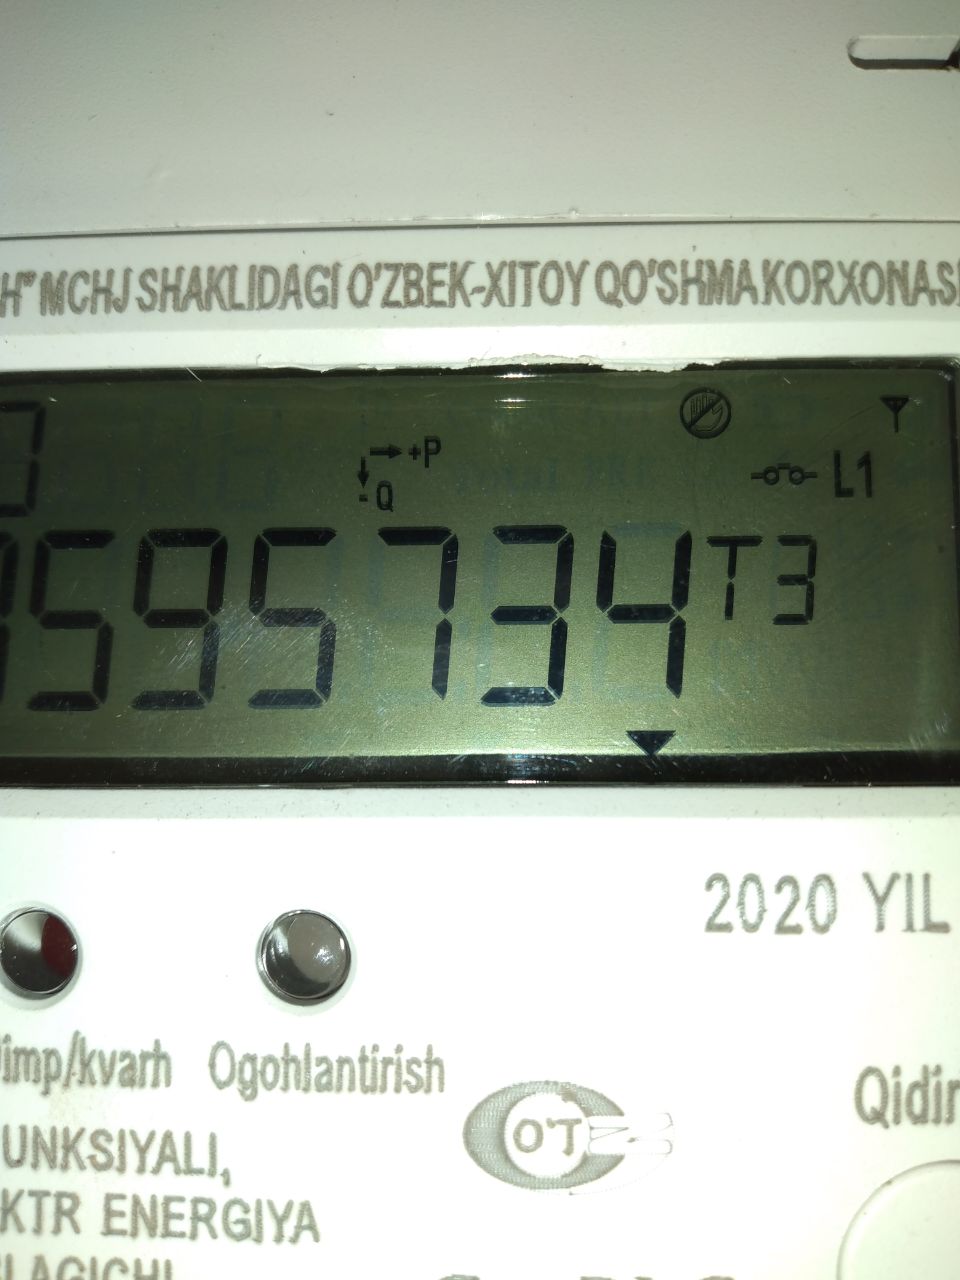 H" MCHJ SHAKLIDAGI O'ZBEK-XITOY QO'SHMA KORXONASI
+P
-Q
L1
595734 T3
2020 YIL
imp/kvarh Ogohlantirish
O'T
Qidir
UNKSIYALI,
KTR ENERGIYA
LAGICHI